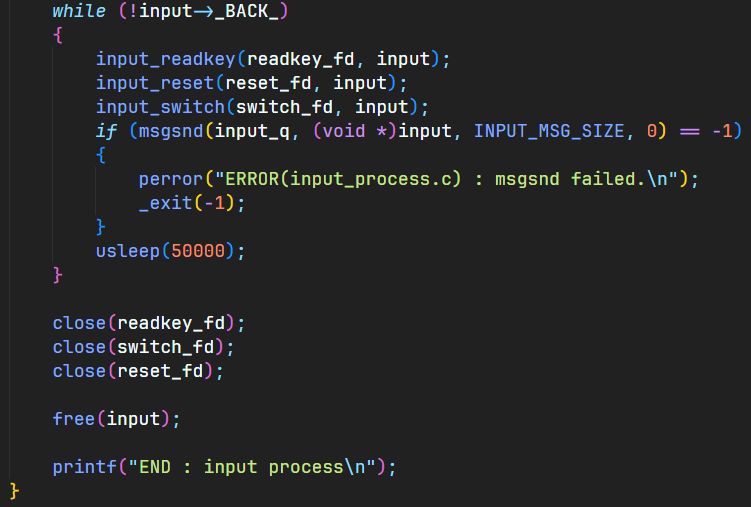 while (!input->_BACK_)
{
input_readkey(readkey_fd, input);
input_reset(reset_fd, input);
input_switch(switch_fd, input);
if (msgsnd(input_q, (void *)input, INPUT_MSG_SIZE, 0) == -1)
{
perror("ERROR(input_process.c) : msgsnd failed.\n");
_exit(-1);
}
usleep(50000);
}
close(readkey_fd);
close(switch_fd);
close(reset_fd);
free(input);
printf("END : input process\n");
}